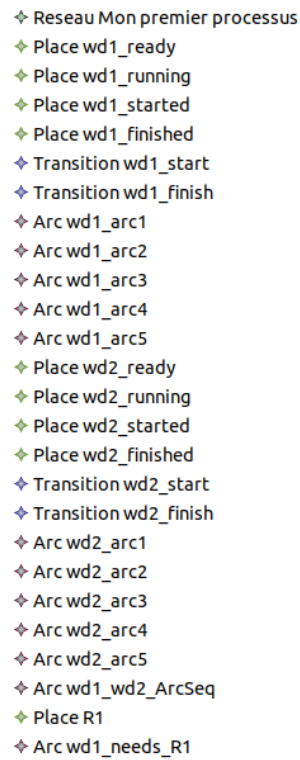 Reseau Mon premier processus
Place wd1_ready
Place wd1_running
Place wd1_started
Place wd1_finished
Transition wd1_start
Transition wd1_finish
Arc wd1_arc1
Arc wd1_arc2
Arc wd1_arc3
Arc wd1_arc4
Arc wd1_arc5
Place wd2_ready
Place wd2_running
Place wd2_started
Place wd2_finished
Transition wd2_start
Transition wd2_finish
Arc wd2_arc1
Arc wd2_arc2
Arc wd2_arc3
Arc wd2_arc4
Arc wd2_arc5
Arc wd1_wd2_ArcSeq
Place R1
Arc wd1_needs_R1